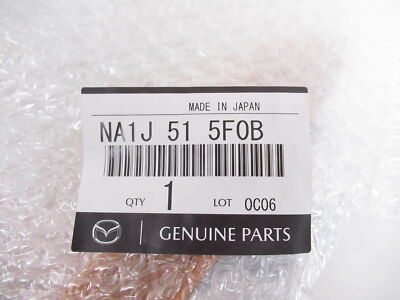 MADE IN JAPAN
NA1J 51 5F0B
QTY 1 LOT 0C06
GENUINE PARTS